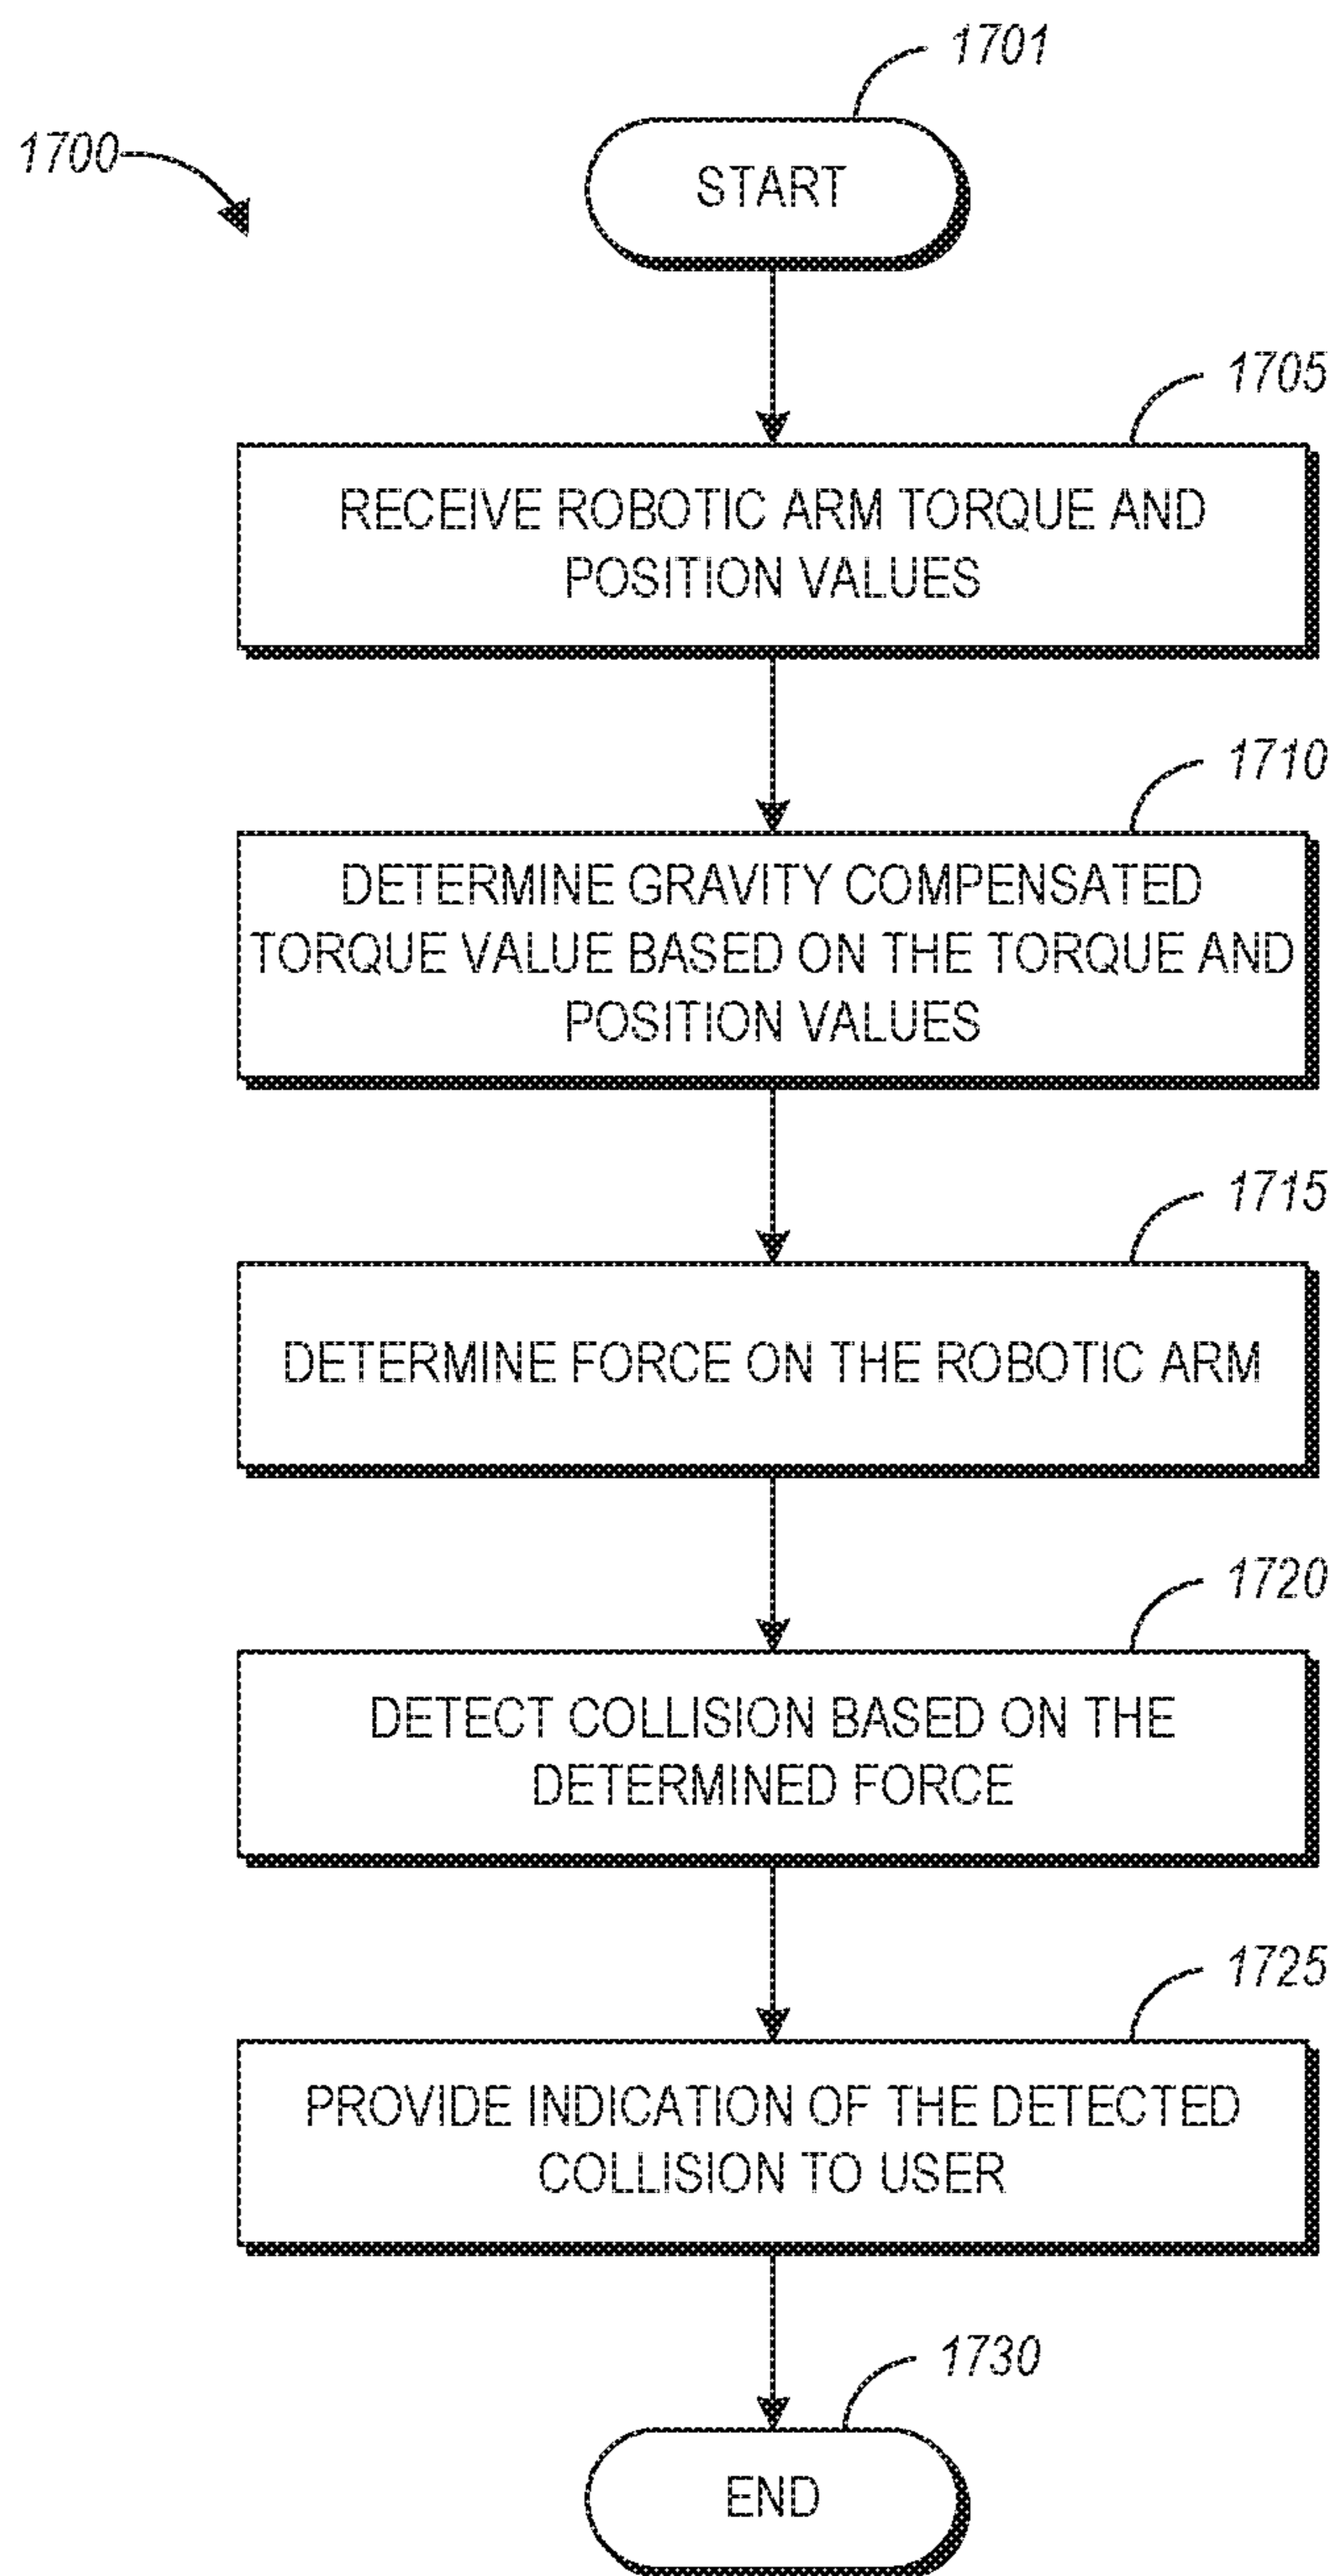 1701
1700
START
1705
RECEIVE ROBOTIC ARM TORQUE AND
POSITION VALUES
1710
DETERMINE GRAVITY COMPENSATED
TORQUE VALUE BASED ON THE TORQUE AND
POSITION VALUES
1715
DETERMINE FORCE ON THE ROBOTIC ARM
1720
DETECT COLLISION BASED ON THE
DETERMINED FORCE
1725
PROVIDE INDICATION OF THE DETECTED
COLLISION TO USER
1730
END